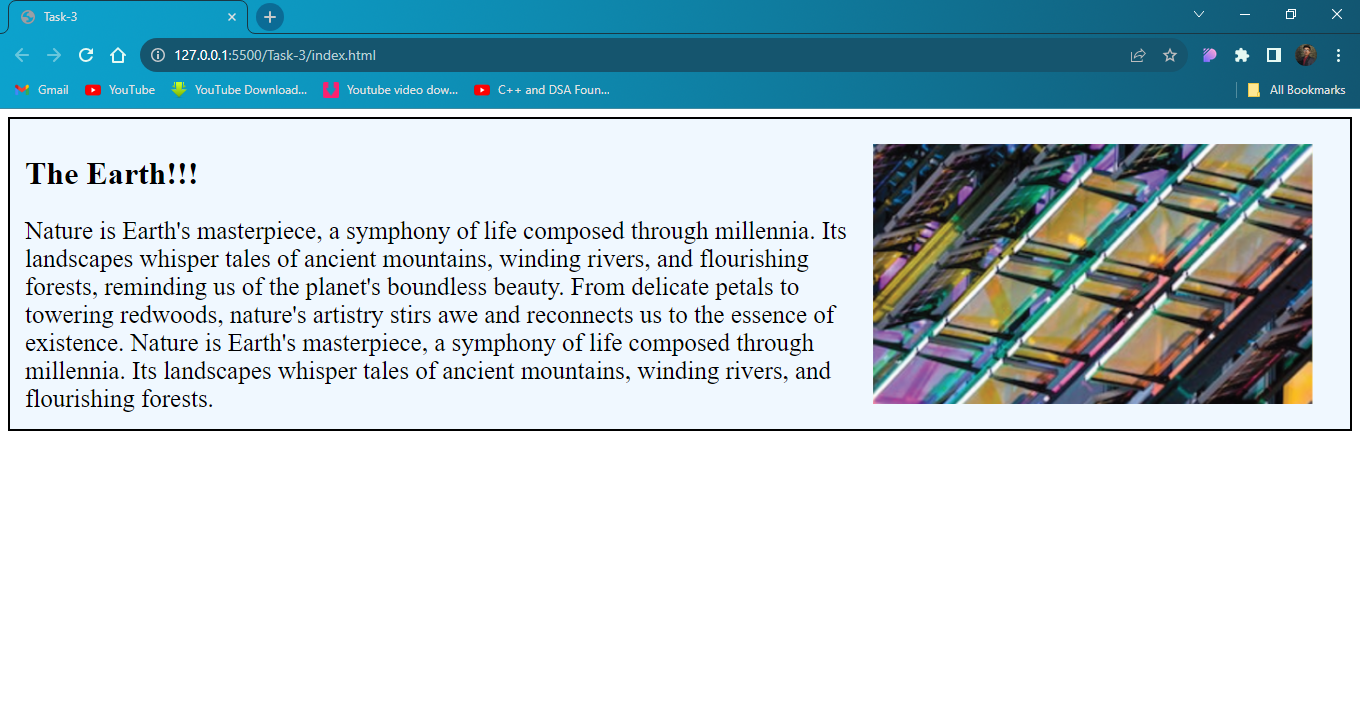 Task-3
127.0.0.1:5500/Task-3/index.html
Gmail YouTube YouTube Download... Youtube video dow... C++ and DSA Foun... All Bookmarks
The Earth!!!
Nature is Earth's masterpiece, a symphony of life composed through millennia. Its
landscapes whisper tales of ancient mountains, winding rivers, and flourishing
forests, reminding us of the planet's boundless beauty. From delicate petals to
towering redwoods, nature's artistry stirs awe and reconnects us to the essence of
existence. Nature is Earth's masterpiece, a symphony of life composed through
millennia. Its landscapes whisper tales of ancient mountains, winding rivers, and
flourishing forests.